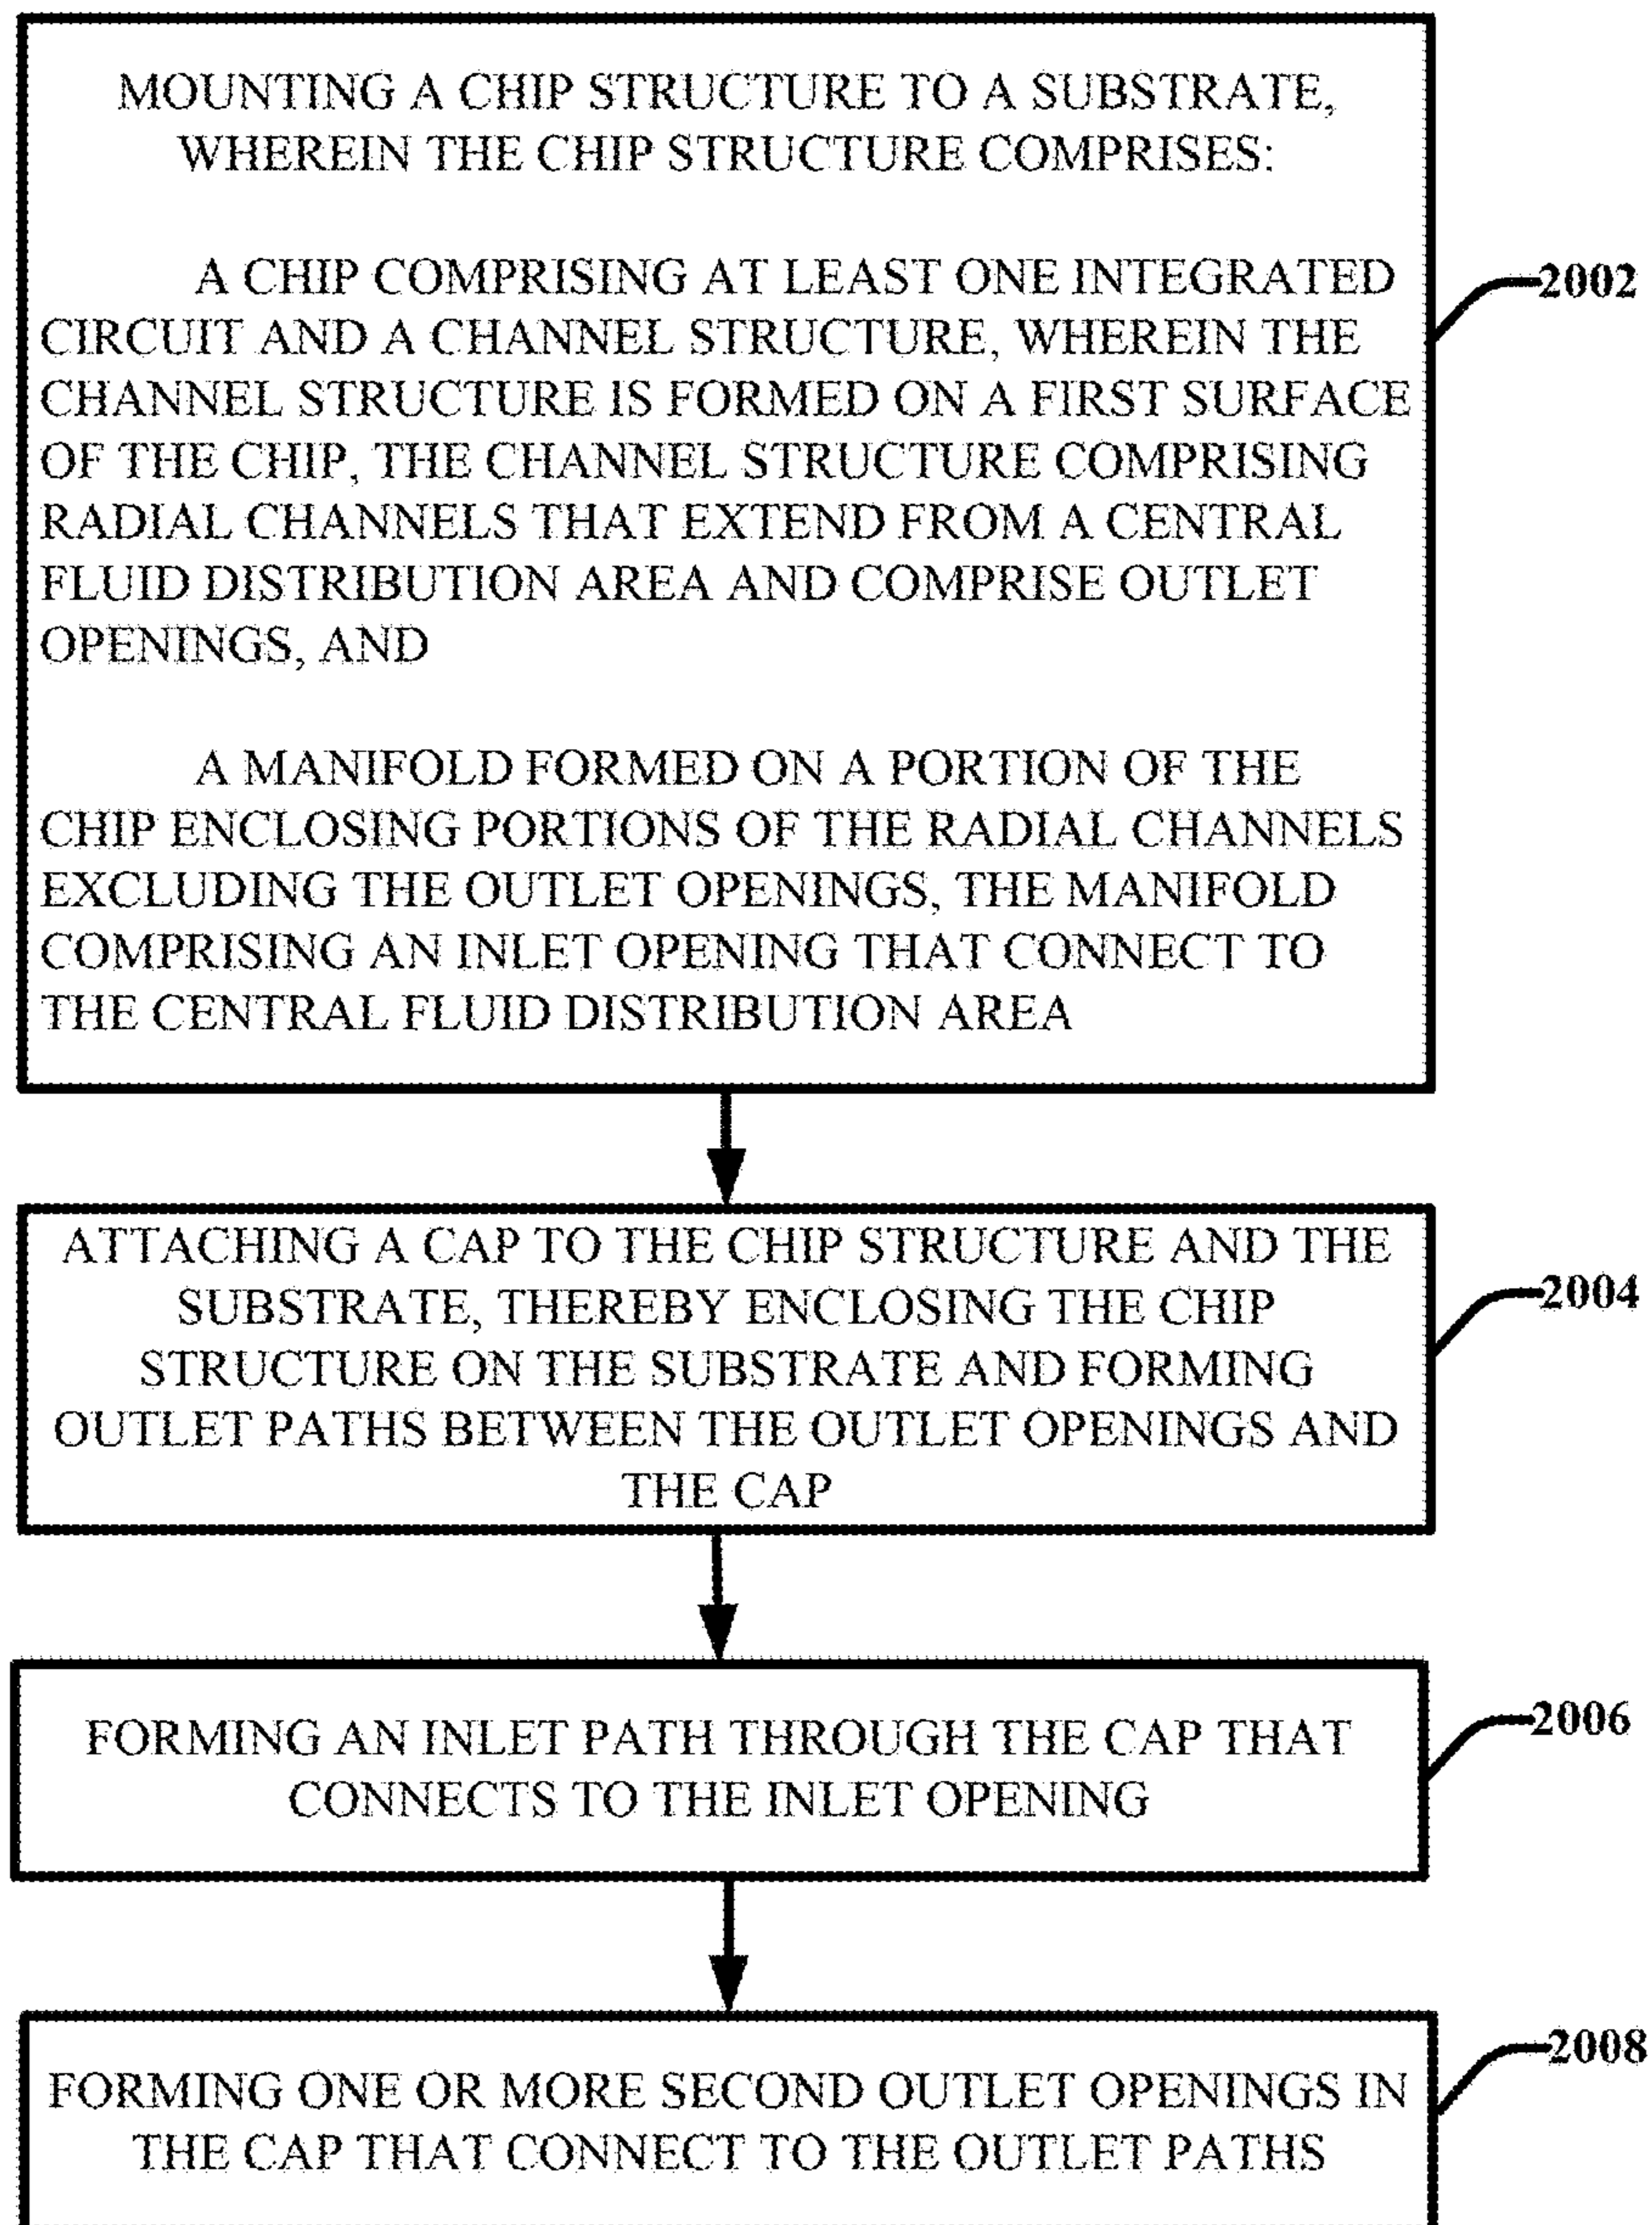 MOUNTING A CHIP STRUCTURE TO A SUBSTRATE,
WHEREIN THE CHIP STRUCTURE COMPRISES:
A CHIP COMPRISING AT LEAST ONE INTEGRATED
CIRCUIT AND A CHANNEL STRUCTURE, WHEREIN THE
CHANNEL STRUCTURE IS FORMED ON A FIRST SURFACE
OF THE CHIP, THE CHANNEL STRUCTURE COMPRISING
RADIAL CHANNELS THAT EXTEND FROM A CENTRAL
FLUID DISTRIBUTION AREA AND COMPRISE OUTLET
OPENINGS, AND
A MANIFOLD FORMED ON A PORTION OF THE
CHIP ENCLOSING PORTIONS OF THE RADIAL CHANNELS
EXCLUDING THE OUTLET OPENINGS, THE MANIFOLD
COMPRISING AN INLET OPENING THAT CONNECT TO
THE CENTRAL FLUID DISTRIBUTION AREA
2002
ATTACHING A CAP TO THE CHIP STRUCTURE AND THE
SUBSTRATE, THEREBY ENCLOSING THE CHIP
STRUCTURE ON THE SUBSTRATE AND FORMING
OUTLET PATHS BETWEEN THE OUTLET OPENINGS AND
THE CAP
2004
FORMING AN INLET PATH THROUGH THE CAP THAT
CONNECTS TO THE INLET OPENING
2006
FORMING ONE OR MORE SECOND OUTLET OPENINGS IN
THE CAP THAT CONNECT TO THE OUTLET PATHS
2008